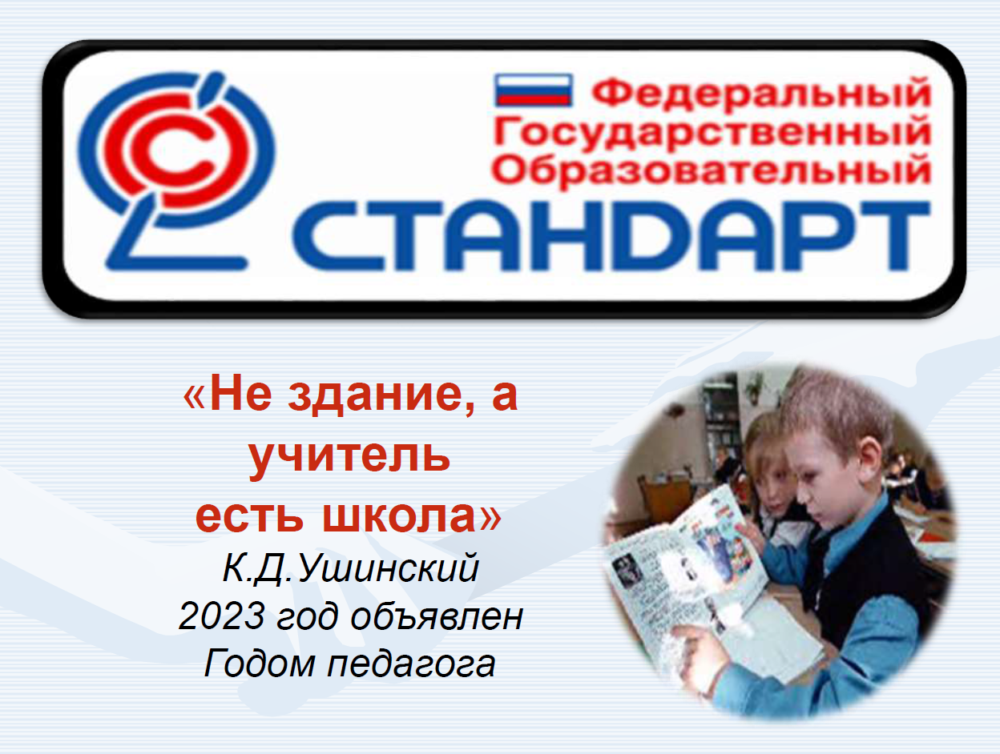 Федеральный
Государственный
Образовательный
СТАНДАРТ
«Не здание, а
учитель
есть школа»
К.Д.Ушинский
2023 год объявлен
Годом педагога